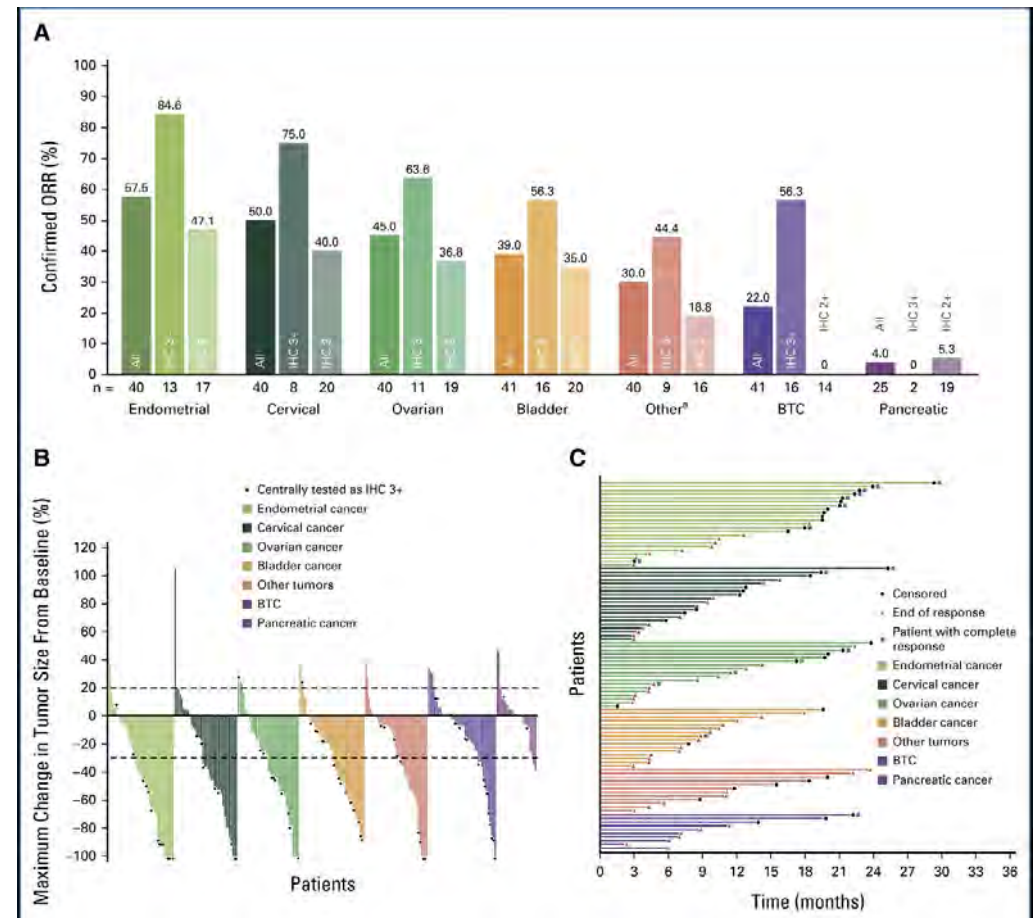 A
Confirmed ORR (%)
100
90
80
70
60
50
40
30
20
10
0
57.5
84.6
47.1
50.0
75.0
40.0
45.0
63.6
36.8
39.0
56.3
35.0
30.0
44.4
18.8
22.0
56.3
0
4.0
0
5.3
All
IHC 3+
All
IHC 3+
All
IHC 3+
All
All
All
IHC 3+
IHC 2+
All
IHC 3+
IHC 2+
n = 40 13 17 40 8 20 40 11 19 41 16 20 40 9 16 41 16 14 25 2 19
Endometrial Cervical Ovarian Bladder Otherª BTC Pancreatic
B
Centrally tested as IHC 3+
Endometrial cancer
Cervical cancer
Ovarian cancer
Bladder cancer
Other tumors
BTC
Pancreatic cancer
Maximum Change in Tumor Size From Baseline (%)
120
100
80
60
40
20
0
-20
-40
-60
-80
-100
Patients
C
Patients
Censored
End of response
Patient with complete
response
Endometrial cancer
Cervical cancer
Ovarian cancer
Bladder cancer
Other tumors
BTC
Pancreatic cancer
0 3 6 9 12 15 18 21 24 27 30 33 36
Time (months)